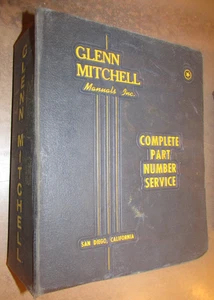 GLENN MITCHELL
GLENN
MITCHELL
Manuals Inc.
COMPLETE
PART
NUMBER
SERVICE
SAN DIEGO, CALIFORNIA